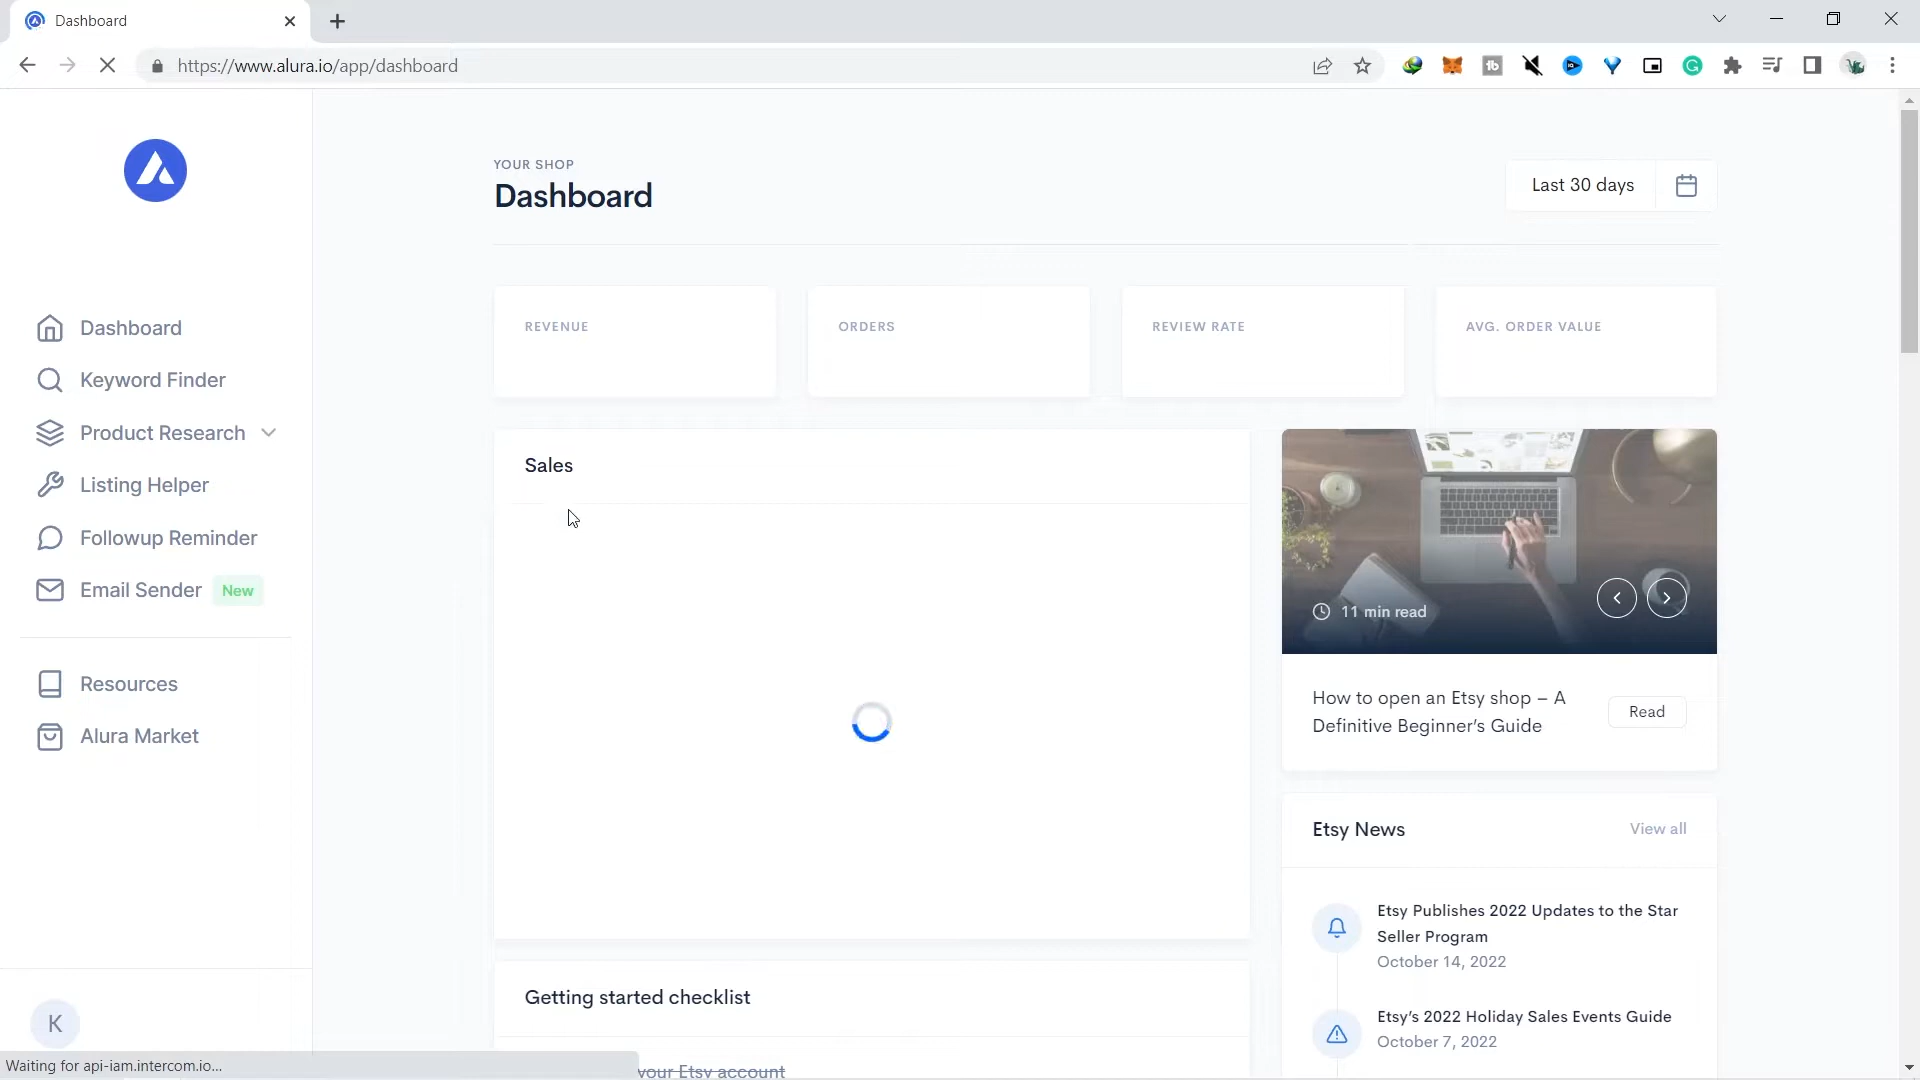 Dashboard
https://www.alura.io/app/dashboard
YOUR SHOP
Dashboard
Last 30 days
Dashboard
Keyword Finder
Product Research
Listing Helper
Followup Reminder
Email Sender New
Resources
Alura Market
K
REVENUE
ORDERS
REVIEW RATE
AVG. ORDER VALUE
Sales
11 min read
How to open an Etsy shop – A
Definitive Beginner's Guide
Read
Etsy News
View all
Etsy Publishes 2022 Updates to the Star
Seller Program
October 14, 2022
Etsy's 2022 Holiday Sales Events Guide
October 7, 2022
Getting started checklist
your Etsy account
Waiting for api-iam.intercom.io...